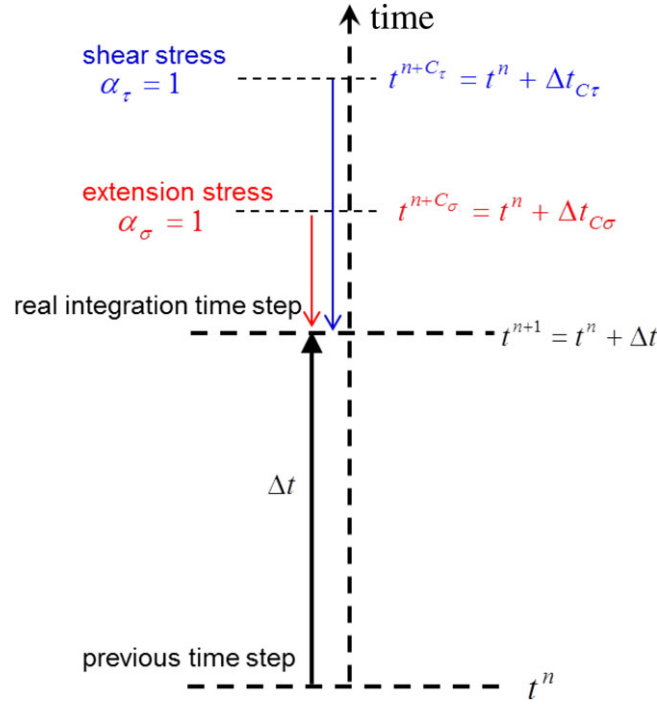 time
shear stress
α_τ = 1
t^{n+C_τ} = t^n + Δt_{Cτ}
extension stress
α_σ = 1
t^{n+C_σ} = t^n + Δt_{Cσ}
real integration time step
t^{n+1} = t^n + Δt
Δt
previous time step
t^n